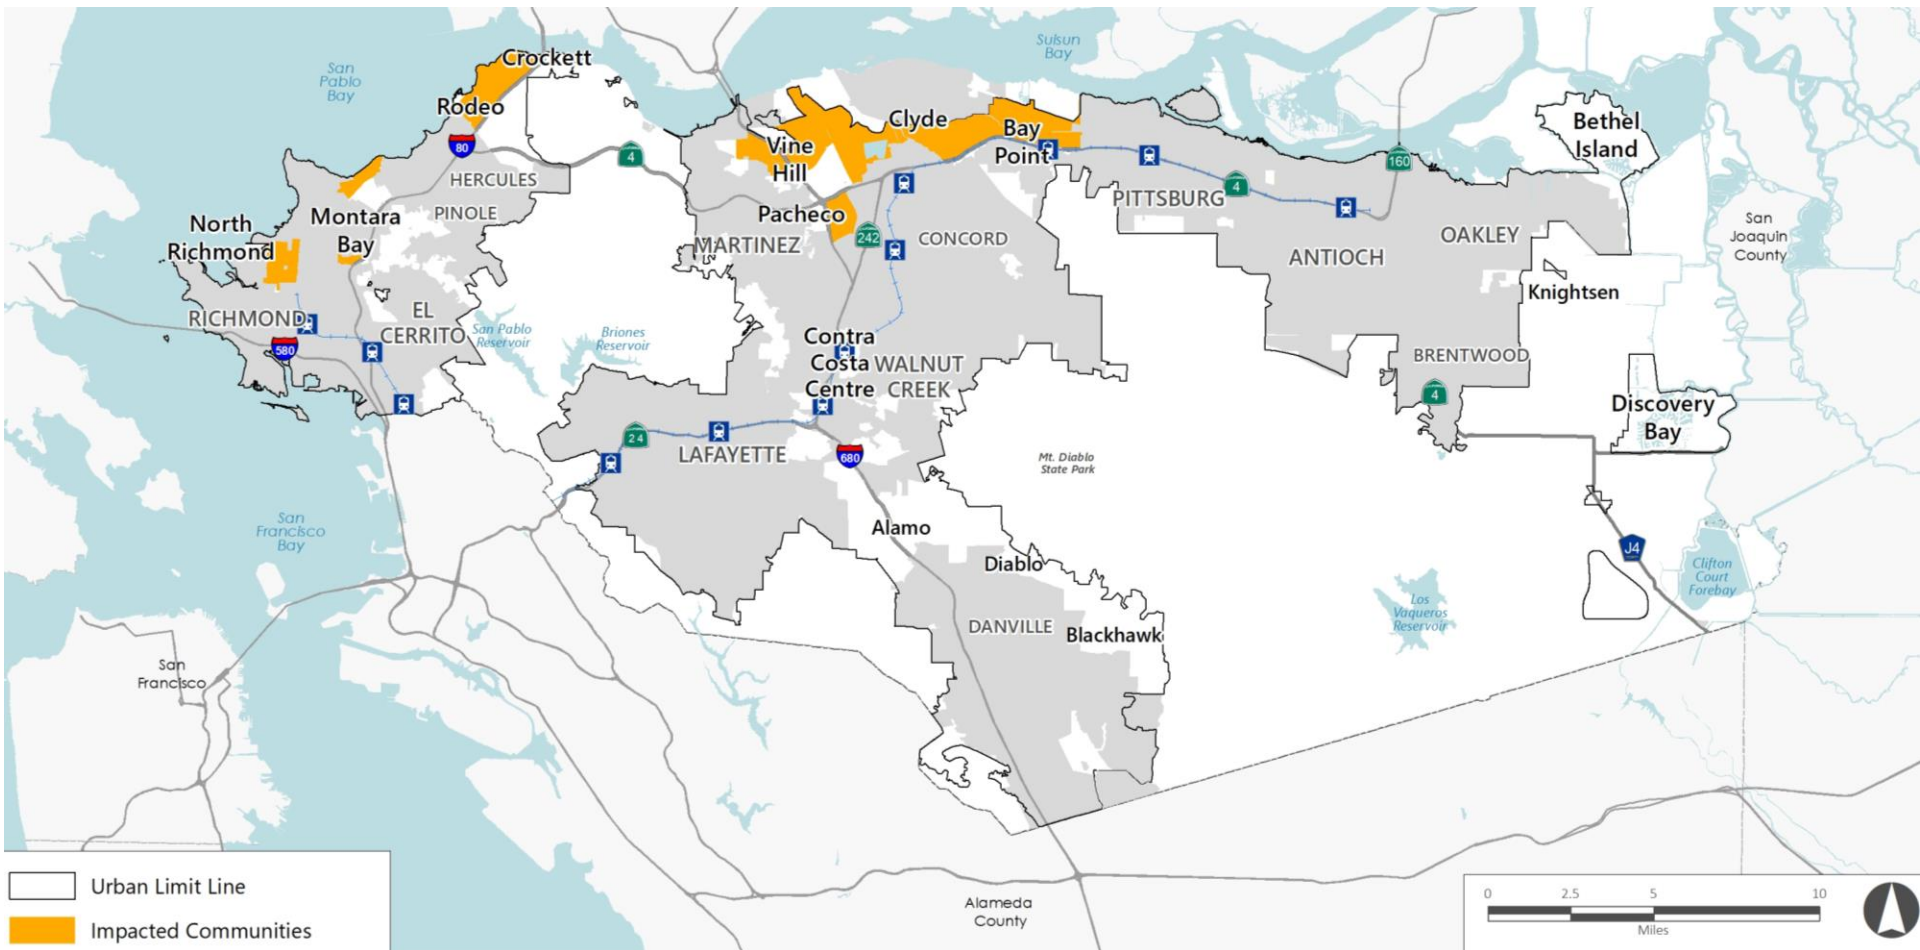 Crockett
San
Pablo
Bay
Rodeo
80
HERCULES
4
PINOLE
Montara
Bay
North
Richmond
RICHMOND
EL
CERRITO
580
San Pablo
Reservoir
Briones
Reservoir
Suisun
Bay
Clyde
Bay
Point
Vine
Hill
Pacheco
MARTINEZ
242
CONCORD
PITTSBURG
4
160
Bethel
Island
ANTIOCH
OAKLEY
San
Joaquin
County
Knightsen
Contra
Costa
Centre
WALNUT
CREEK
BRENTWOOD
4
Discovery
Bay
24
LAFAYETTE
680
Mt. Diablo
State Park
San
Francisco
Bay
Alamo
Diablo
J4
Clifton
Court
Forebay
Los
Vaqueros
Reservoir
DANVILLE
Blackhawk
San
Francisco
Alameda
County
Urban Limit Line
Impacted Communities
0 2.5 5 10
Miles